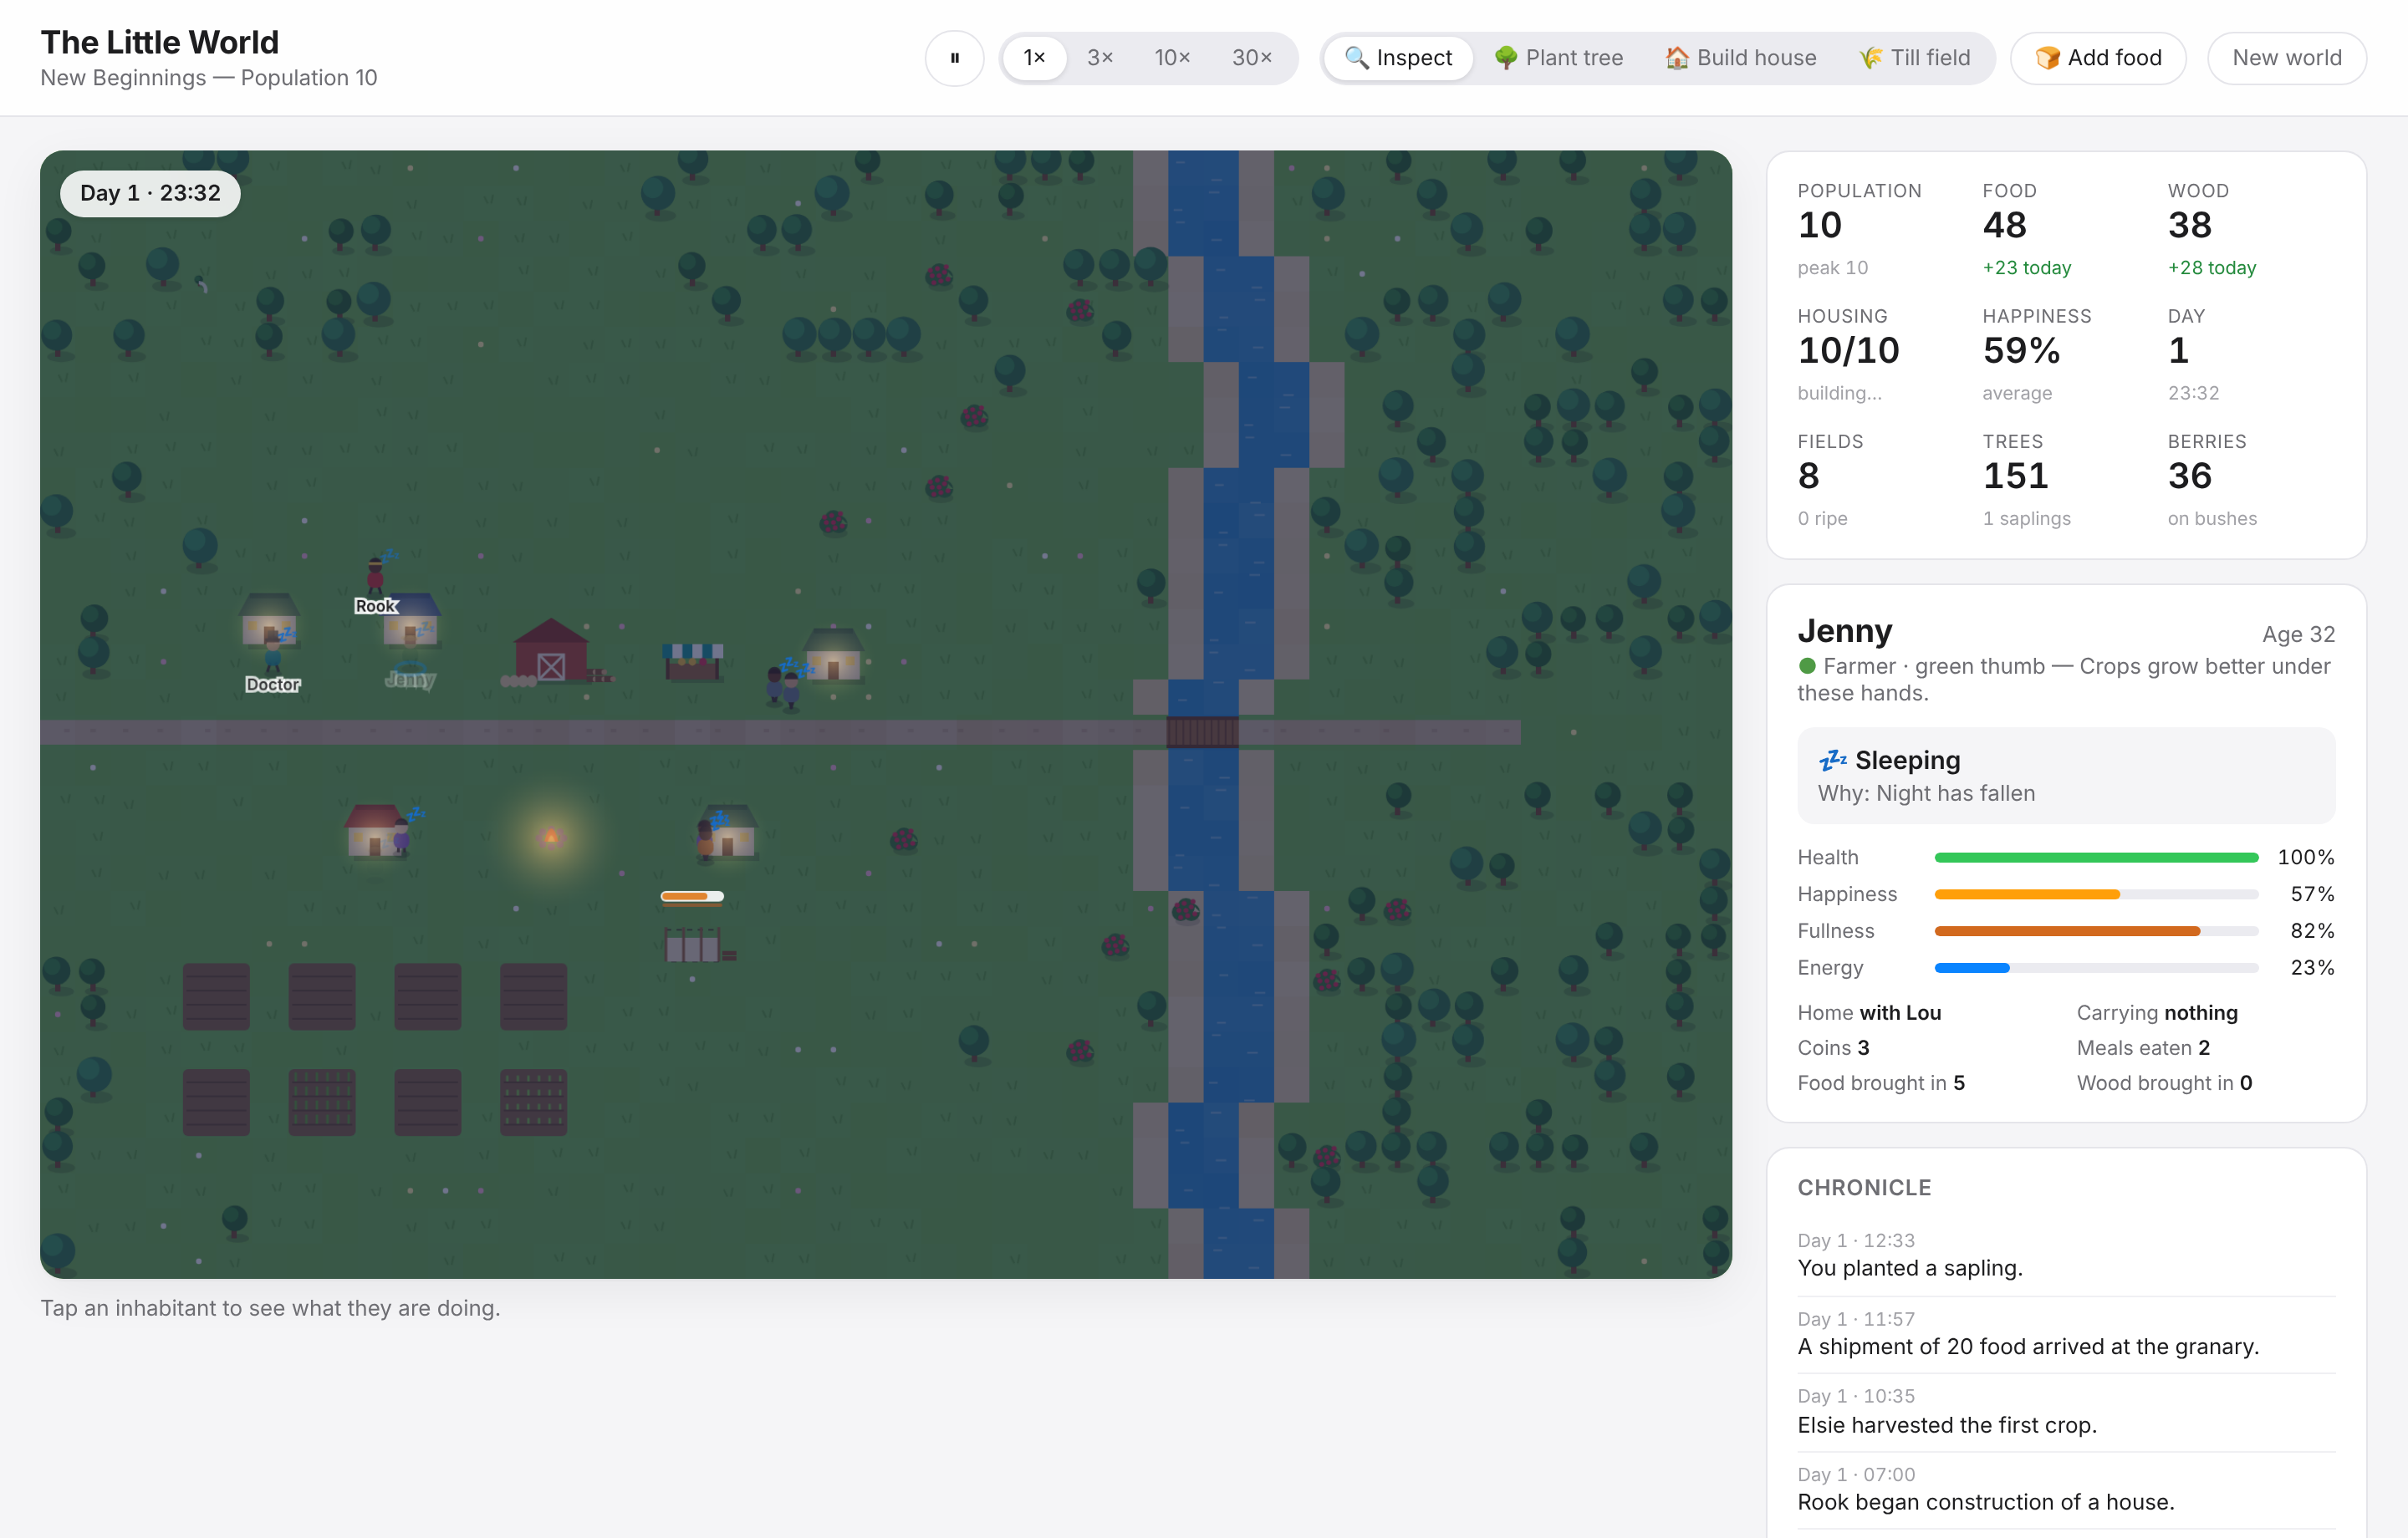 The Little World
New Beginnings — Population 10
1×
3×
10×
30×
Inspect
Plant tree
Build house
Till field
Add food
New world
Day 1 · 23:32
Rook
Doctor
Jenny
Tap an inhabitant to see what they are doing.
POPULATION
10
peak 10
FOOD
48
+23 today
WOOD
38
+28 today
HOUSING
10/10
building...
HAPPINESS
59%
average
DAY
1
23:32
FIELDS
8
0 ripe
TREES
151
1 saplings
BERRIES
36
on bushes
Jenny
Age 32
Farmer · green thumb — Crops grow better under
these hands.
💤 Sleeping
Why: Night has fallen
Health 100%
Happiness 57%
Fullness 82%
Energy 23%
Home with Lou
Carrying nothing
Coins 3
Meals eaten 2
Food brought in 5
Wood brought in 0
CHRONICLE
Day 1 · 12:33
You planted a sapling.
Day 1 · 11:57
A shipment of 20 food arrived at the granary.
Day 1 · 10:35
Elsie harvested the first crop.
Day 1 · 07:00
Rook began construction of a house.